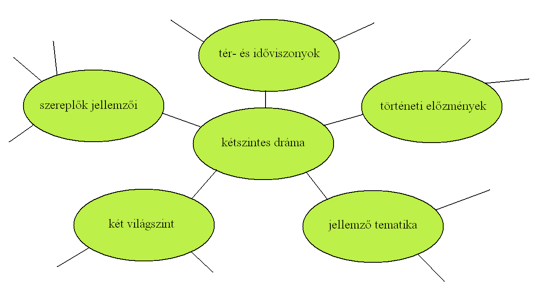 tér- és időviszonyok
szereplők jellemzői
történeti előzmények
kétszintes dráma
két világszint
jellemző tematika